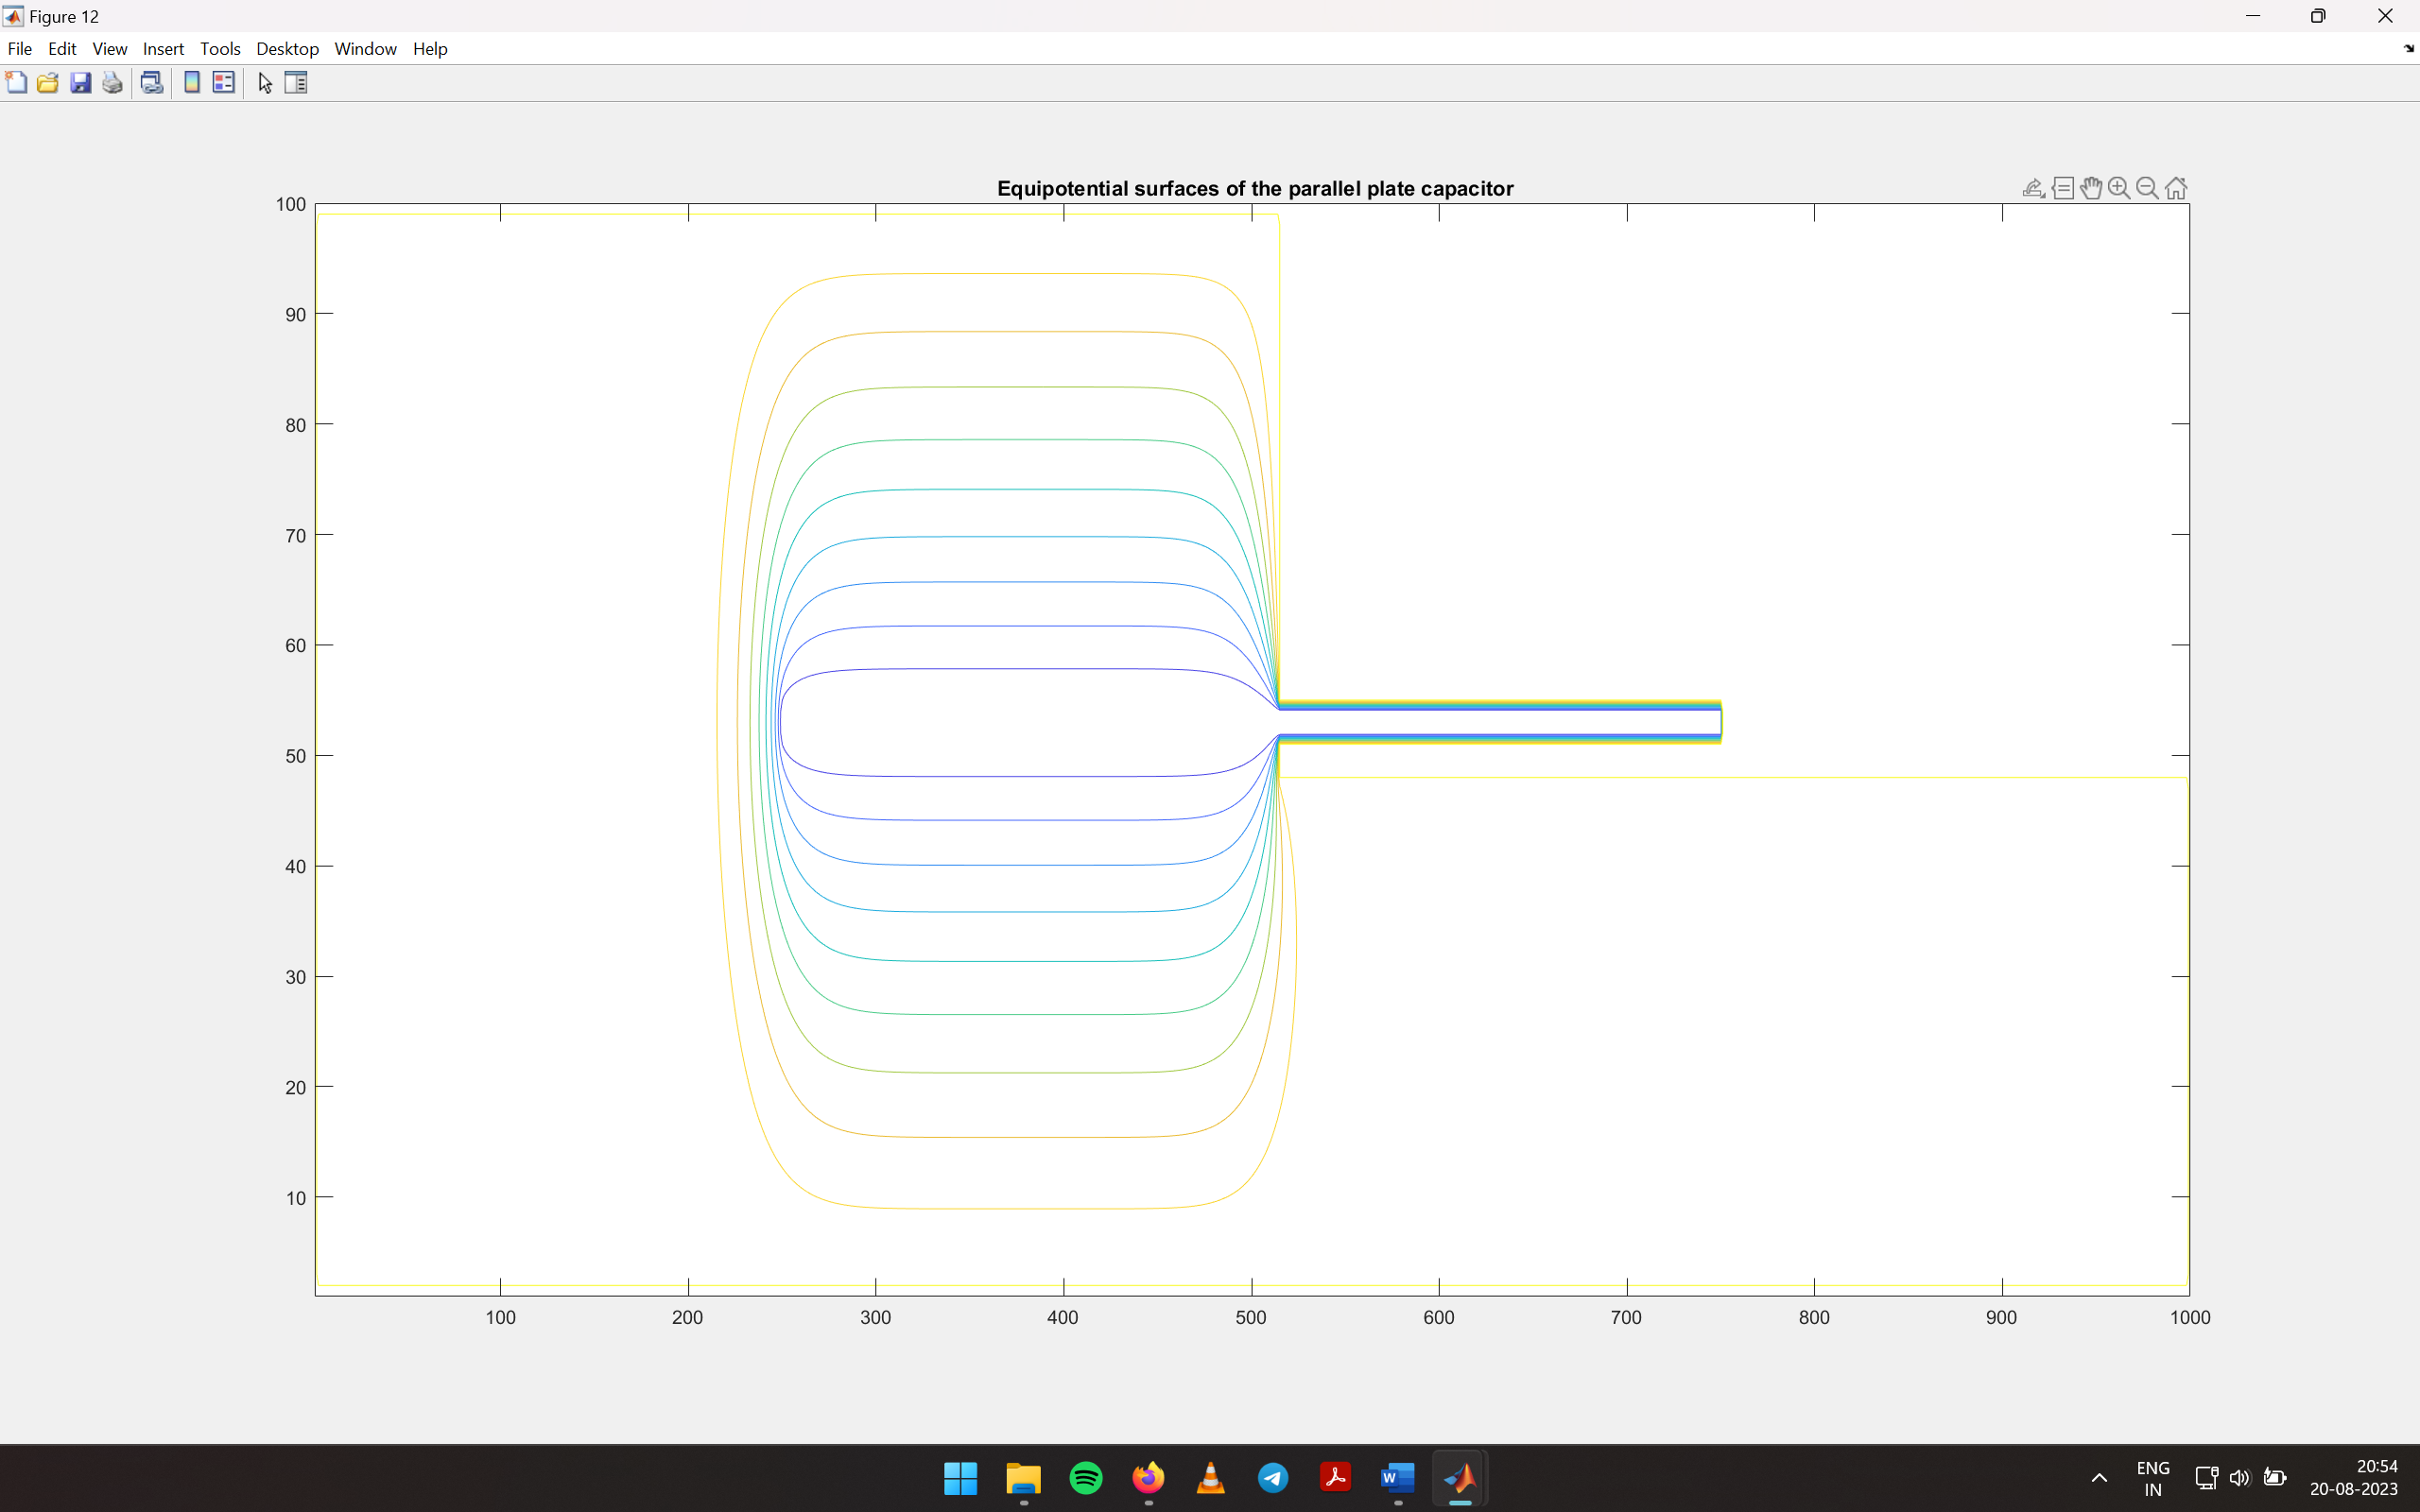 Figure 12
File Edit View Insert Tools Desktop Window Help
Equipotential surfaces of the parallel plate capacitor
100
90
80
70
60
50
40
30
20
10
100 200 300 400 500 600 700 800 900 1000
W
ENG
IN
20:54
20-08-2023